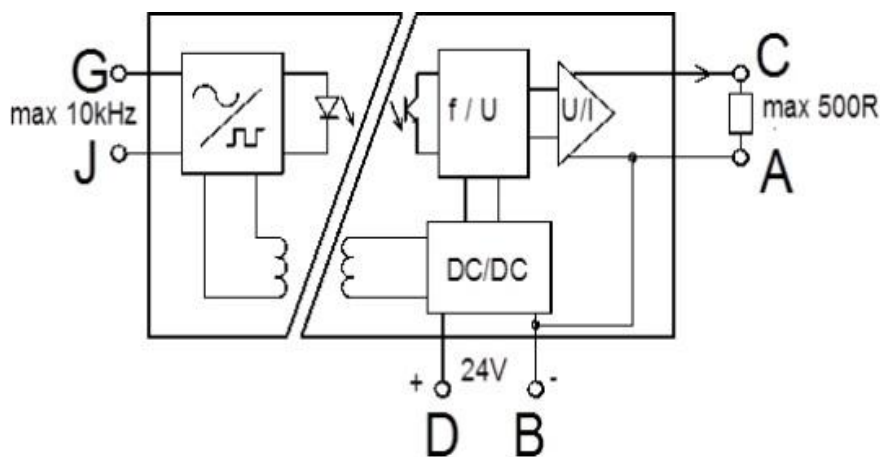 G
max 10kHz
J
f / U
U/I
C
max 500R
A
DC/DC
+ 24V -
D B